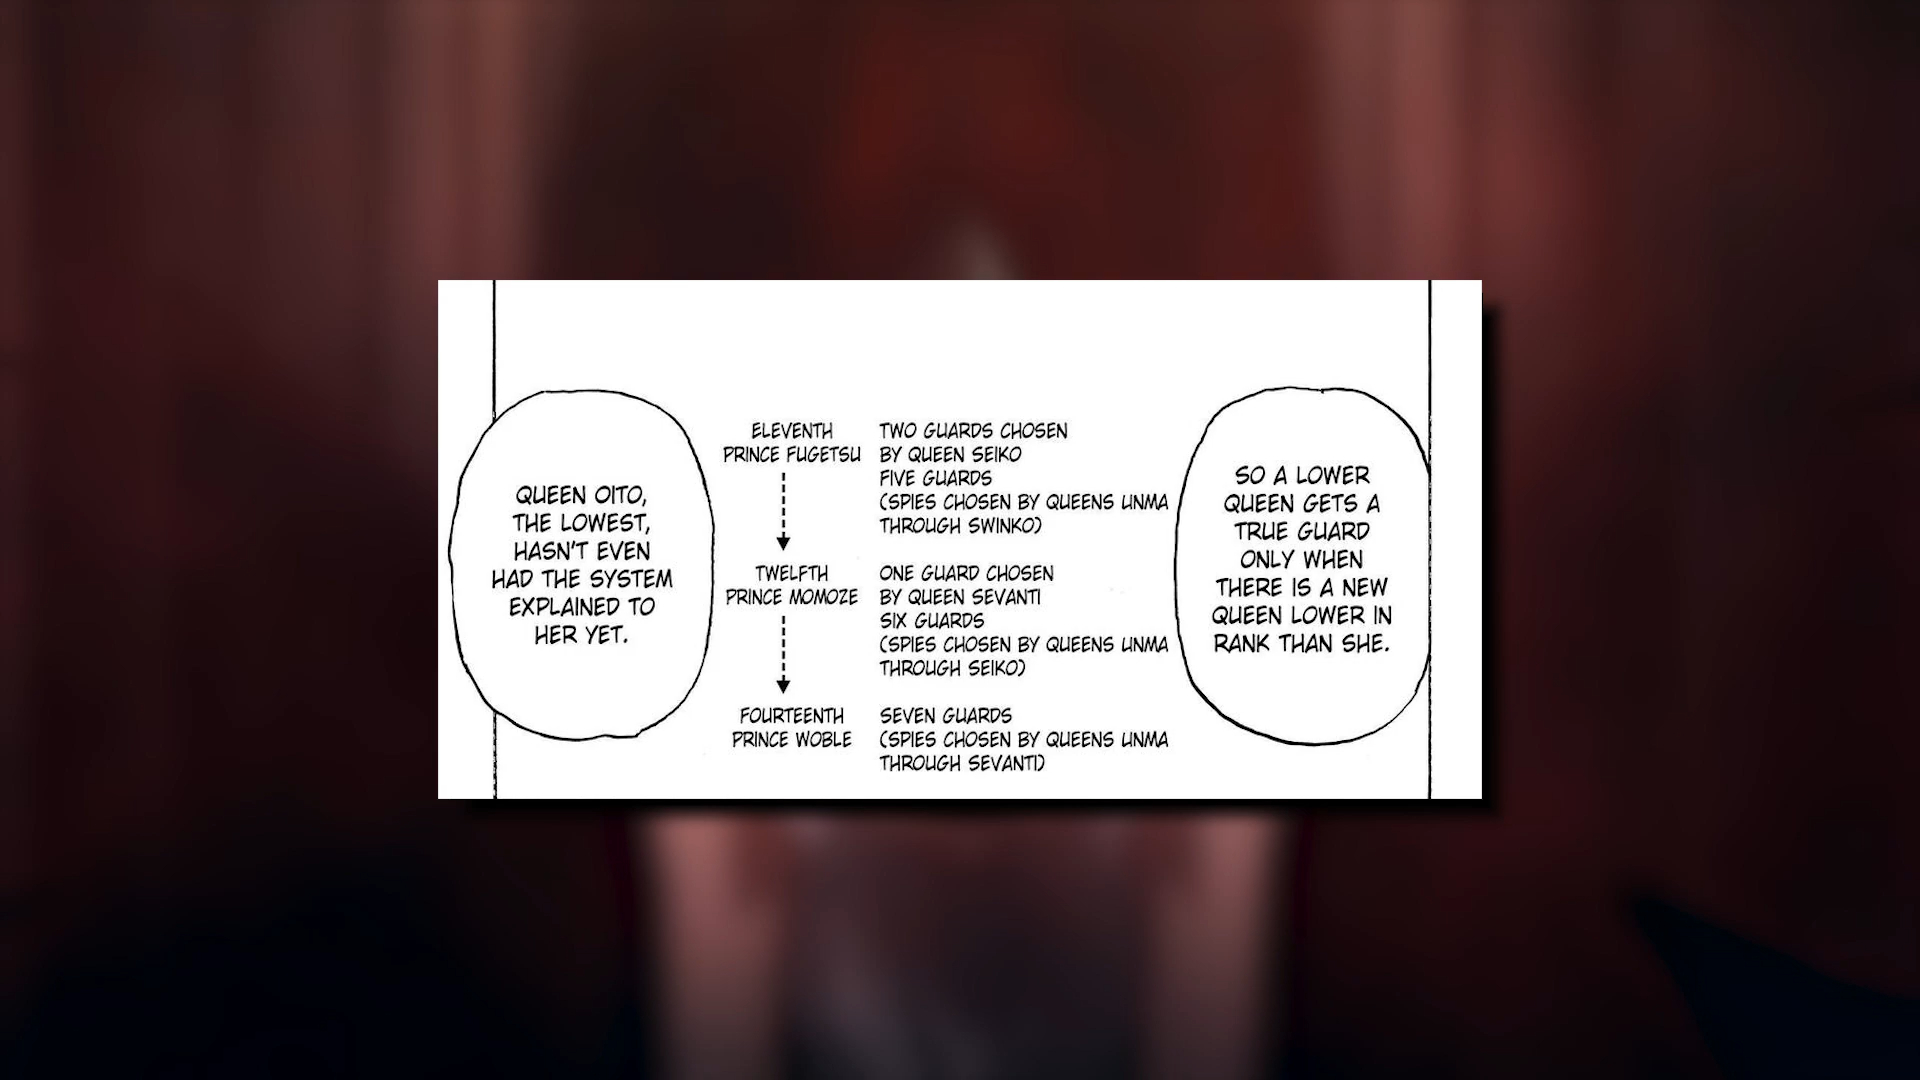 SO A LOWER
QUEEN GETS A
TRUE GUARD
ONLY WHEN
THERE IS A NEW
QUEEN LOWER IN
RANK THAN SHE.
ELEVENTH
PRINCE FUGETSU
TWO GUARDS CHOSEN
BY QUEEN SEIKO
FIVE GUARDS
(SPIES CHOSEN BY QUEENS UNMA
THROUGH SWINKO)
TWELFTH
PRINCE MOMOZE
ONE GUARD CHOSEN
BY QUEEN SEVANTI
SIX GUARDS
(SPIES CHOSEN BY QUEENS UNMA
THROUGH SEIKO)
FOURTEENTH
PRINCE WOBLE
SEVEN GUARDS
(SPIES CHOSEN BY QUEENS UNMA
THROUGH SEVANTI)
QUEEN OITO,
THE LOWEST,
HASN'T EVEN
HAD THE SYSTEM
EXPLAINED TO
HER YET.